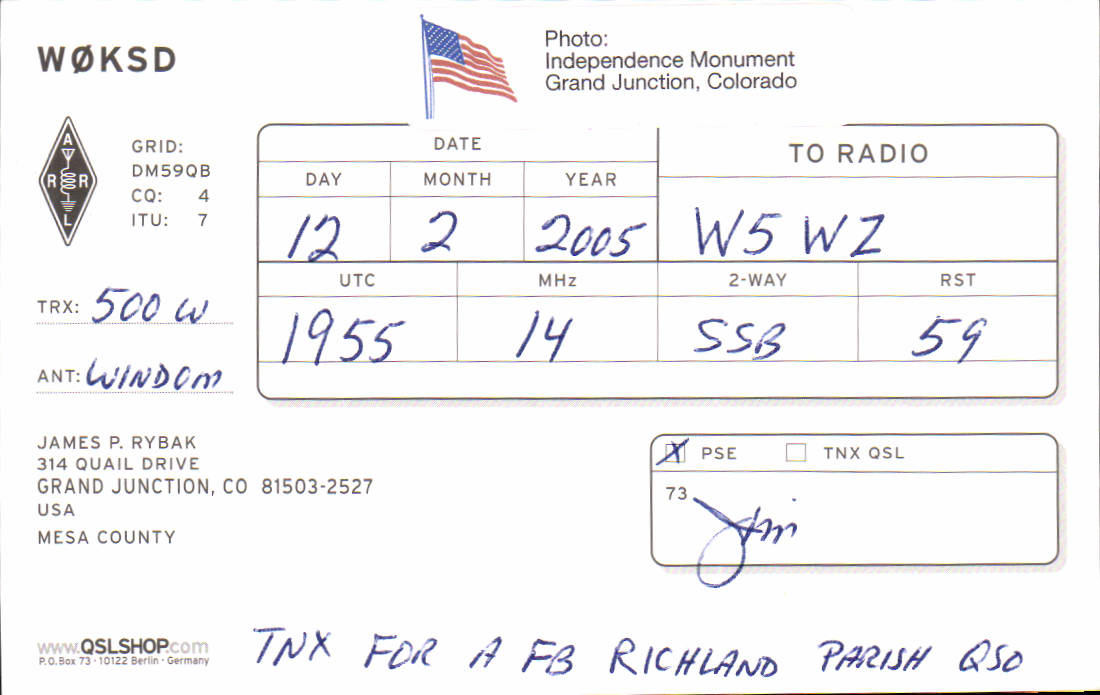 WØKSD
Photo:
Independence Monument
Grand Junction, Colorado
A
R R
L
GRID:
DM59QB
CQ: 4
ITU: 7
DATE
DAY MONTH YEAR
12 2 2005
TO RADIO
W5WZ
UTC MHz 2-WAY RST
1955 14 SSB 59
TRX: 500 W
ANT: WINDOM
JAMES P. RYBAK
314 QUAIL DRIVE
GRAND JUNCTION, CO 81503-2527
USA
MESA COUNTY
X PSE TNX QSL
73
Jim
www.QSLSHOP.com
P.O.Box 73 · 10122 Berlin · Germany
TNX FOR A FB RICHLAND PARISH QSO